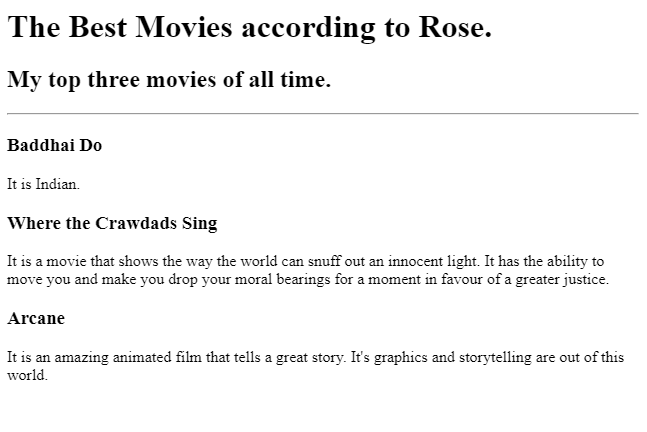 The Best Movies according to Rose.
My top three movies of all time.
Baddhai Do
It is Indian.
Where the Crawdads Sing
It is a movie that shows the way the world can snuff out an innocent light. It has the ability to
move you and make you drop your moral bearings for a moment in favour of a greater justice.
Arcane
It is an amazing animated film that tells a great story. It's graphics and storytelling are out of this
world.